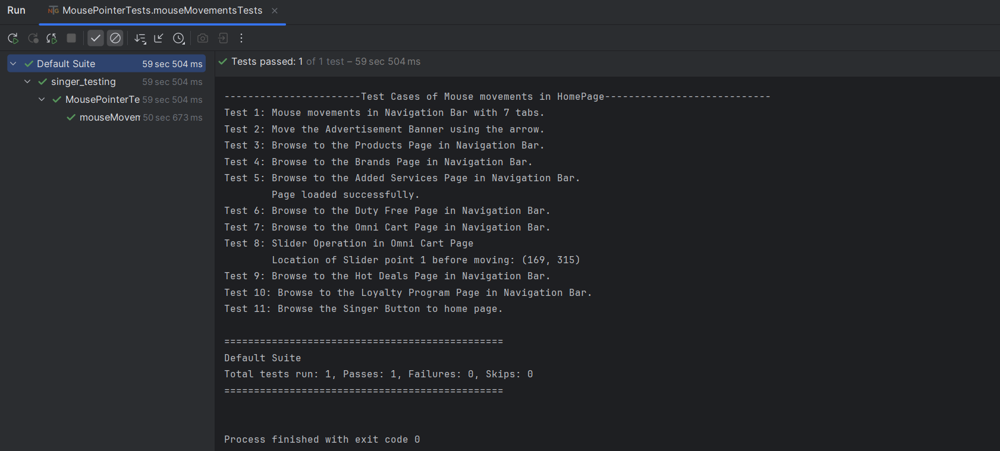 Run MousePointerTests.mouseMovementsTests
Default Suite 59 sec 504 ms
singer_testing 59 sec 504 ms
MousePointerTe 59 sec 504 ms
mouseMovem 50 sec 673 ms
Tests passed: 1 of 1 test – 59 sec 504 ms
-----------------------Test Cases of Mouse movements in HomePage----------------------------
Test 1: Mouse movements in Navigation Bar with 7 tabs.
Test 2: Move the Advertisement Banner using the arrow.
Test 3: Browse to the Products Page in Navigation Bar.
Test 4: Browse to the Brands Page in Navigation Bar.
Test 5: Browse to the Added Services Page in Navigation Bar.
Page loaded successfully.
Test 6: Browse to the Duty Free Page in Navigation Bar.
Test 7: Browse to the Omni Cart Page in Navigation Bar.
Test 8: Slider Operation in Omni Cart Page
Location of Slider point 1 before moving: (169, 315)
Test 9: Browse to the Hot Deals Page in Navigation Bar.
Test 10: Browse to the Loyalty Program Page in Navigation Bar.
Test 11: Browse the Singer Button to home page.
===============================================
Default Suite
Total tests run: 1, Passes: 1, Failures: 0, Skips: 0
===============================================
Process finished with exit code 0